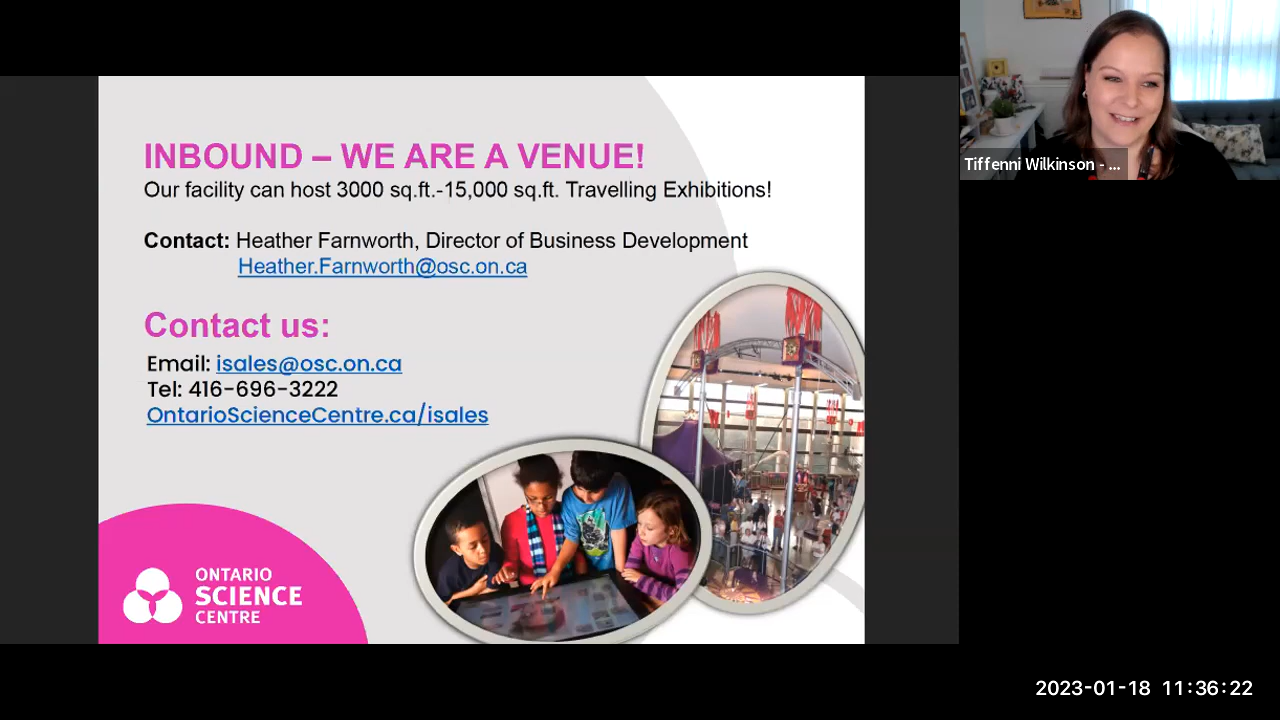 INBOUND – WE ARE A VENUE!
Our facility can host 3000 sq.ft.-15,000 sq.ft. Travelling Exhibitions!
Contact: Heather Farnworth, Director of Business Development
Heather.Farnworth@osc.on.ca
Contact us:
Email: isales@osc.on.ca
Tel: 416-696-3222
OntarioScienceCentre.ca/isales
ONTARIO
SCIENCE
CENTRE
Tiffenni Wilkinson - ...
2023-01-18 11:36:22